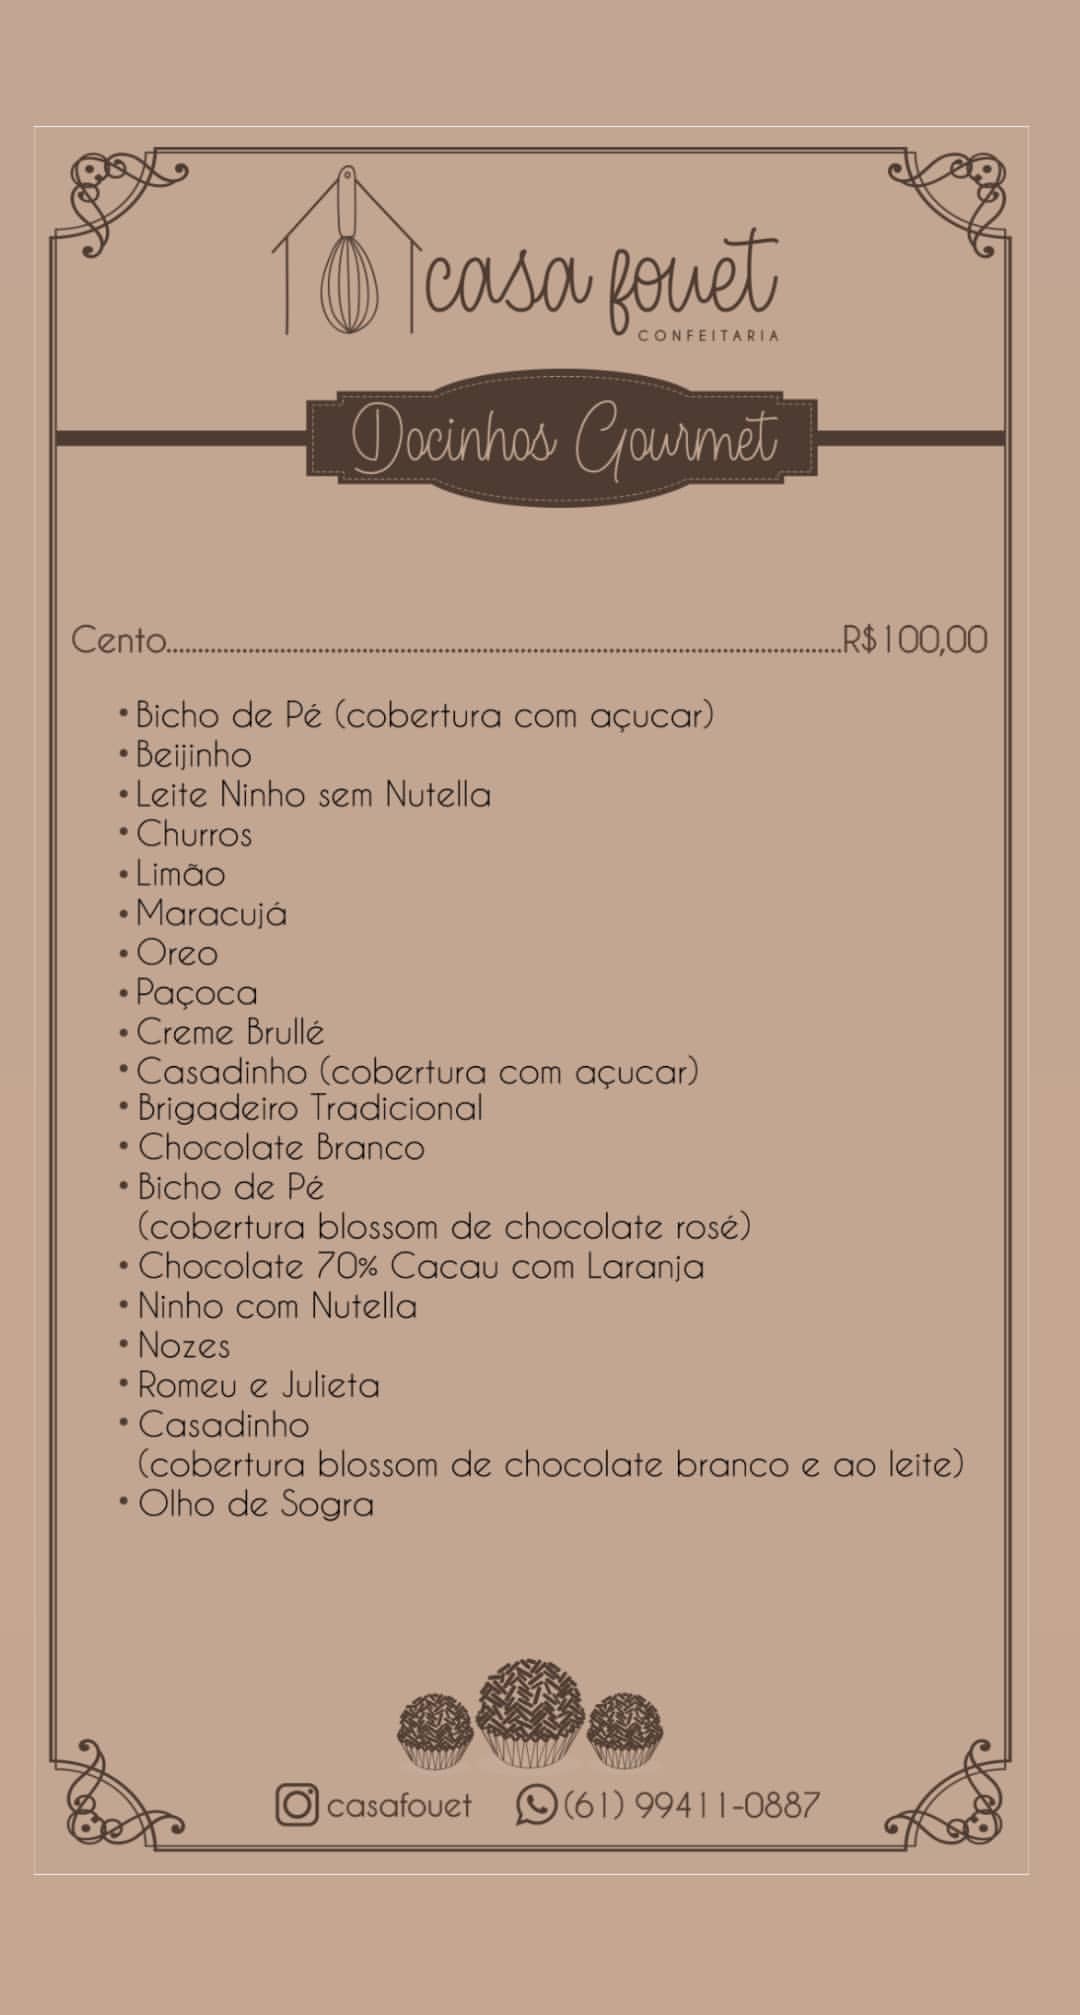 casa fouet
CONFEITARIA
Docinhos Gourmet
Cento..........................................................................................................R$100,00
• Bicho de Pé (cobertura com açucar)
• Beijinho
• Leite Ninho sem Nutella
• Churros
• Limão
• Maracujá
• Oreo
• Paçoca
• Creme Brullé
• Casadinho (cobertura com açucar)
• Brigadeiro Tradicional
• Chocolate Branco
• Bicho de Pé
(cobertura blossom de chocolate rosé)
• Chocolate 70% Cacau com Laranja
• Ninho com Nutella
• Nozes
• Romeu e Julieta
• Casadinho
(cobertura blossom de chocolate branco e ao leite)
• Olho de Sogra
casafouet (61) 99411-0887